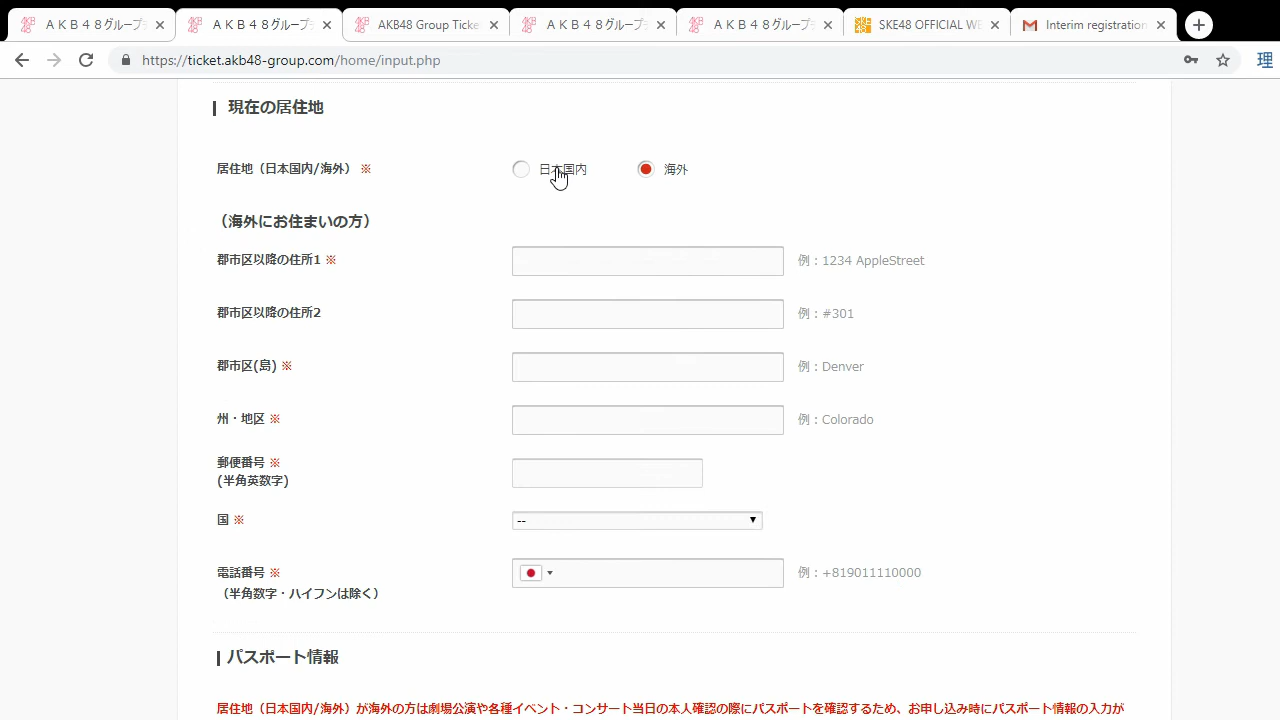 ＡＫＢ４８グループ
ＡＫＢ４８グループ
AKB48 Group Ticke
ＡＫＢ４８グループ
ＡＫＢ４８グループ
SKE48 OFFICIAL WE
Interim registration
https://ticket.akb48-group.com/home/input.php
理
現在の居住地
居住地（日本国内/海外） ※ 日本国内 海外
（海外にお住まいの方）
郡市区以降の住所1 ※ 例：1234 AppleStreet
郡市区以降の住所2 例：#301
郡市区(島) ※ 例：Denver
州・地区 ※ 例：Colorado
郵便番号 ※
(半角英数字)
国 ※ --
電話番号 ※ 例：+819011110000
（半角数字・ハイフンは除く）
パスポート情報
居住地（日本国内/海外）が海外の方は劇場公演や各種イベント・コンサート当日の本人確認の際にパスポートを確認するため、お申し込み時にパスポート情報の入力が